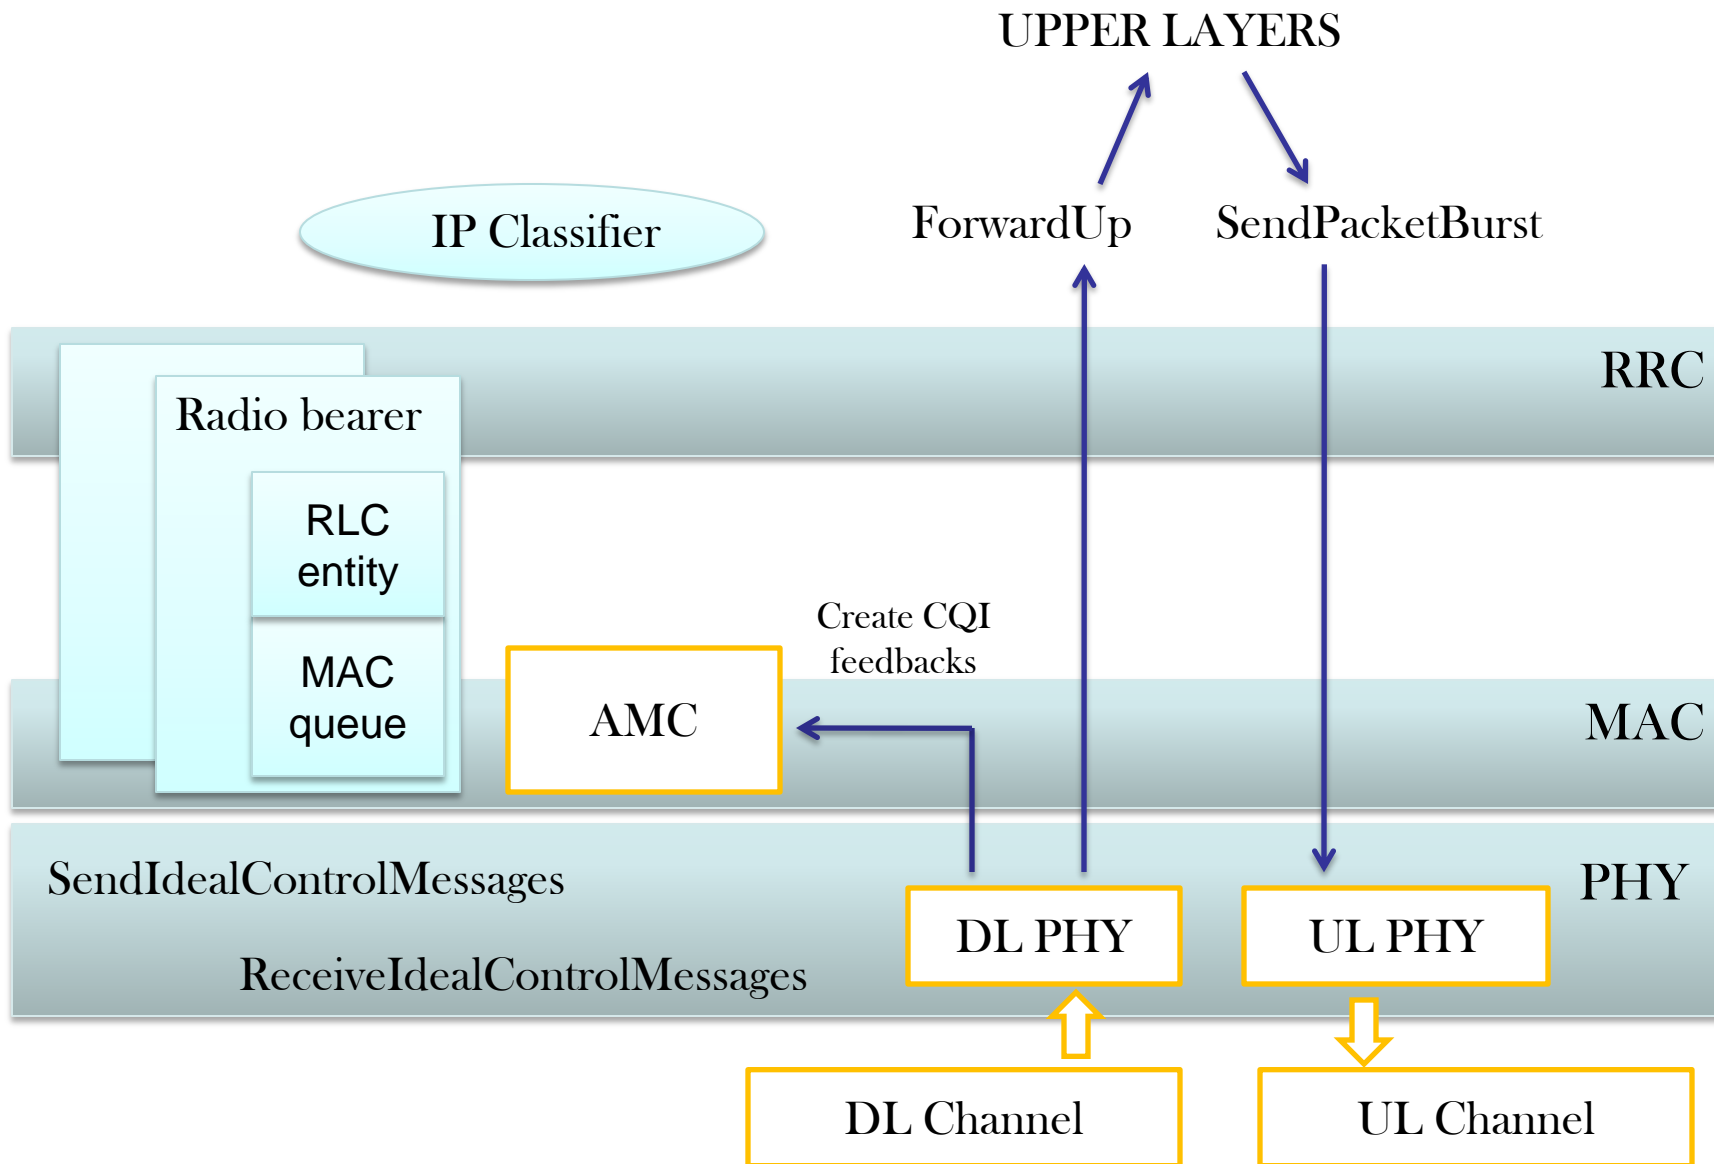 UPPER LAYERS
IP Classifier
ForwardUp
SendPacketBurst
RRC
Radio bearer
RLC
entity
MAC
queue
AMC
Create CQI
feedbacks
MAC
SendIdealControlMessages
ReceiveIdealControlMessages
DL PHY
UL PHY
PHY
DL Channel
UL Channel